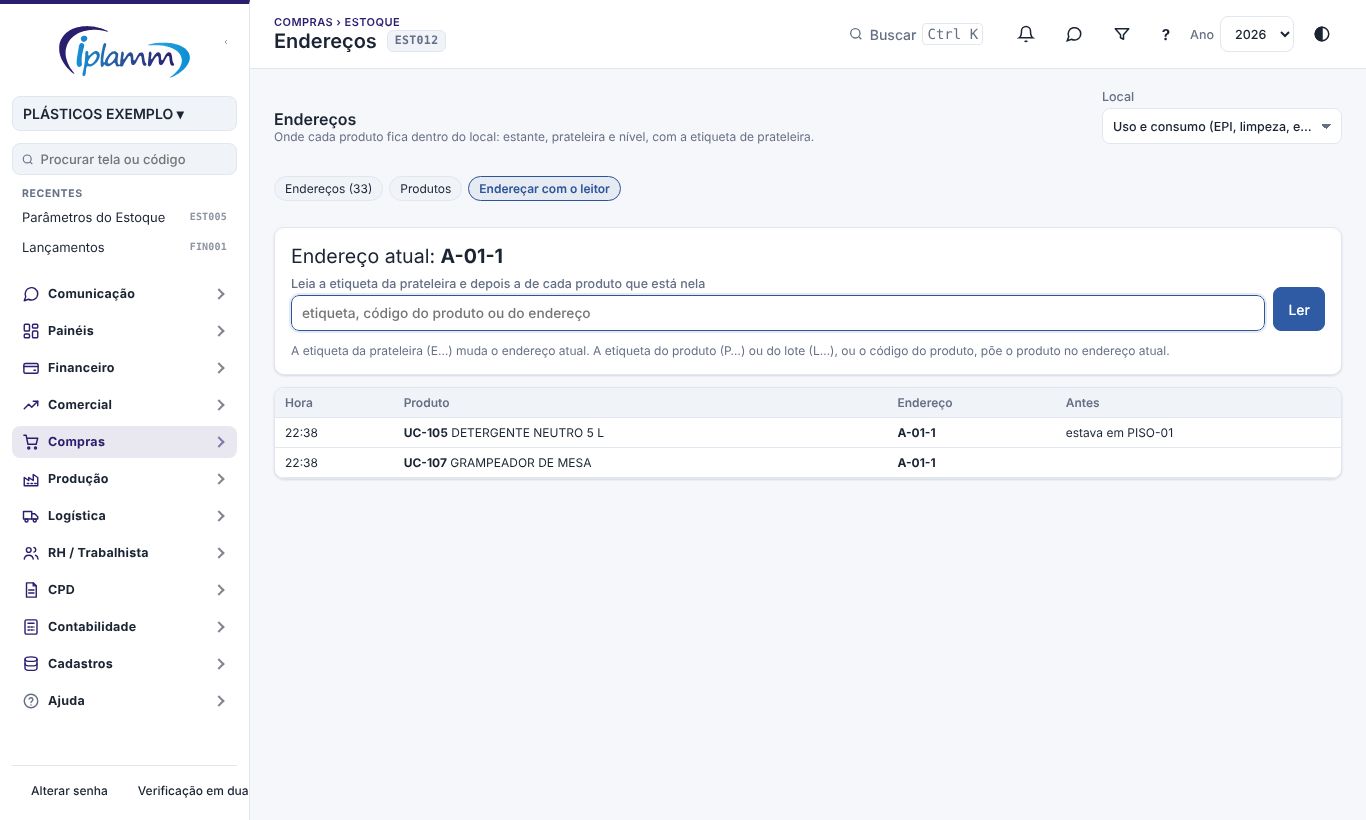 iplamm
PLÁSTICOS EXEMPLO ▾
Procurar tela ou código
RECENTES
Parâmetros do Estoque EST005
Lançamentos FIN001
Comunicação
Painéis
Financeiro
Comercial
Compras
Produção
Logística
RH / Trabalhista
CPD
Contabilidade
Cadastros
Ajuda
Alterar senha Verificação em dua
COMPRAS › ESTOQUE
Endereços EST012
Buscar Ctrl K ? Ano 2026
Local
Endereços
Onde cada produto fica dentro do local: estante, prateleira e nível, com a etiqueta de prateleira.
Uso e consumo (EPI, limpeza, e...
Endereços (33) Produtos Endereçar com o leitor
Endereço atual: A-01-1
Leia a etiqueta da prateleira e depois a de cada produto que está nela
etiqueta, código do produto ou do endereço
Ler
A etiqueta da prateleira (E...) muda o endereço atual. A etiqueta do produto (P...) ou do lote (L...), ou o código do produto, põe o produto no endereço atual.
Hora Produto Endereço Antes
22:38 UC-105 DETERGENTE NEUTRO 5 L A-01-1 estava em PISO-01
22:38 UC-107 GRAMPEADOR DE MESA A-01-1